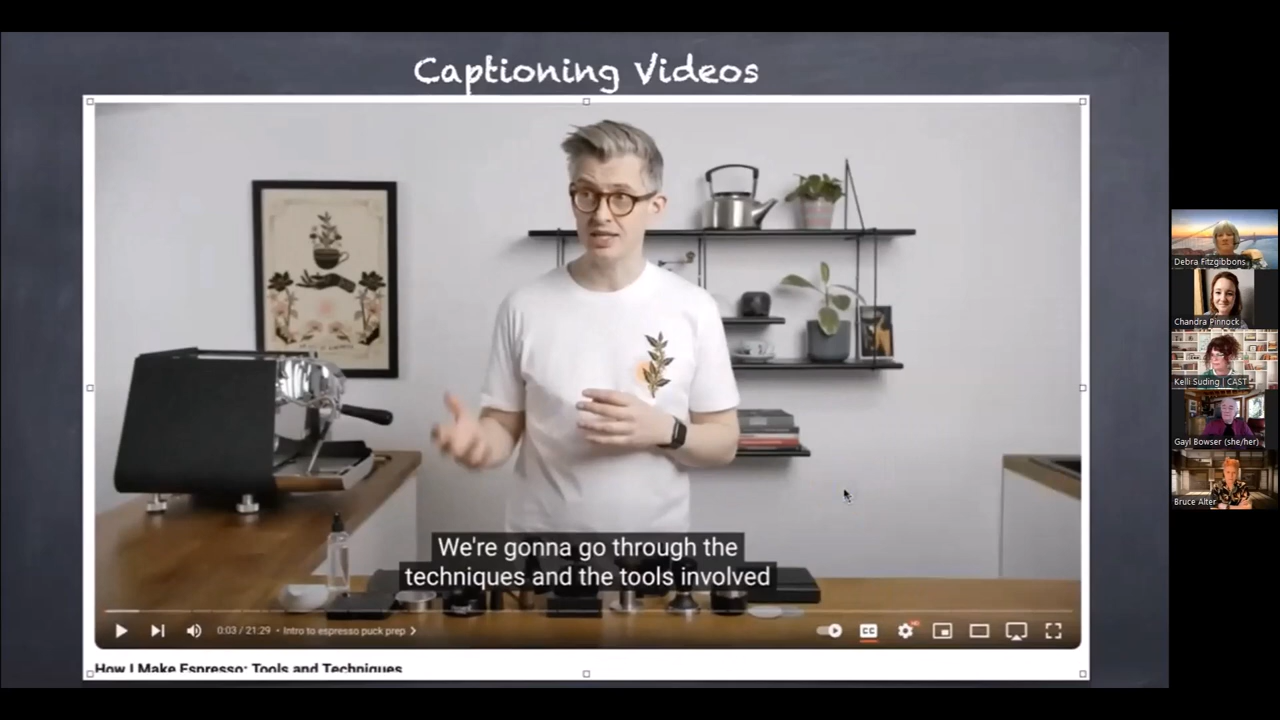 Captioning Videos
We're gonna go through the
techniques and the tools involved
0:03 / 21:29 • Intro to espresso puck prep >
CC
HD
How I Make Espresso: Tools and Techniques
Debra Fitzgibbons
Chandra Pinnock
Kelli Suding | CAST
Gayl Bowser (she/her)
Bruce Alter